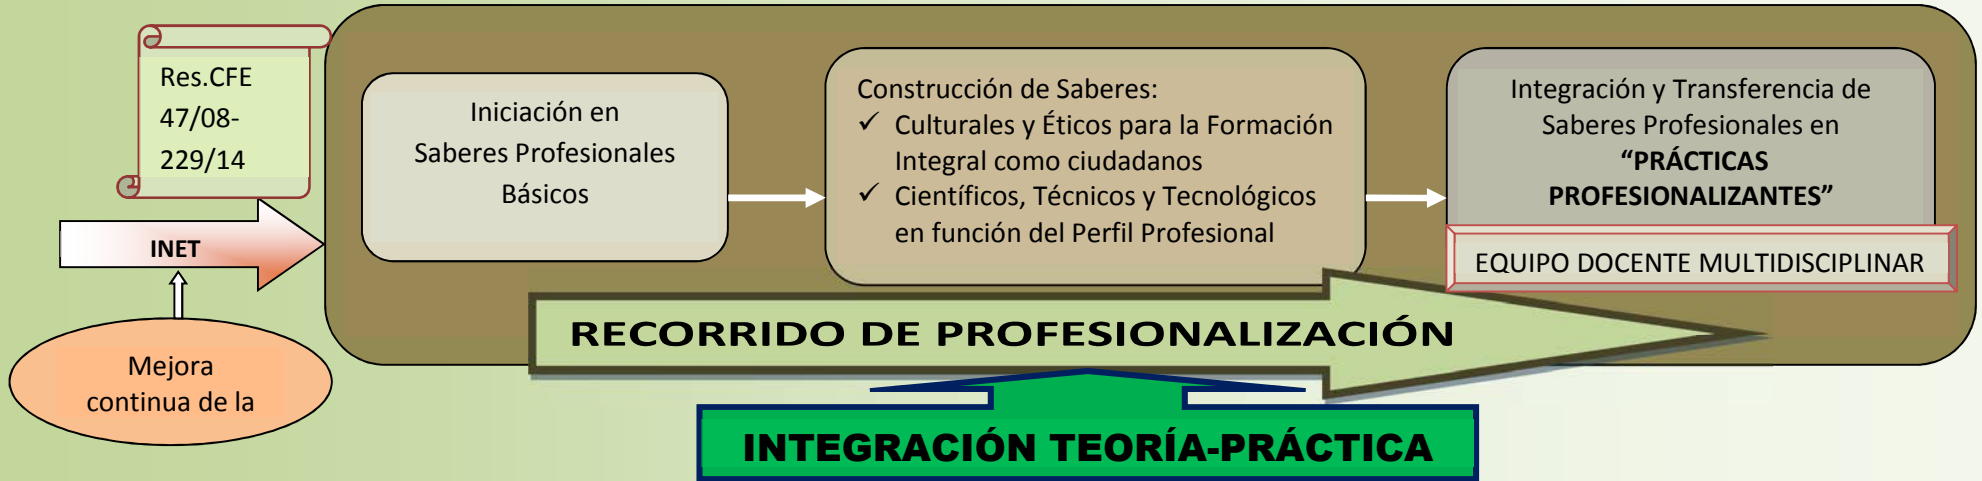 Res.CFE
47/08-
229/14
INET
Mejora
continua de la
Iniciación en
Saberes Profesionales
Básicos
Construcción de Saberes:
✓ Culturales y Éticos para la Formación
Integral como ciudadanos
✓ Científicos, Técnicos y Tecnológicos
en función del Perfil Profesional
Integración y Transferencia de
Saberes Profesionales en
“PRÁCTICAS
PROFESIONALIZANTES”
EQUIPO DOCENTE MULTIDISCIPLINAR
RECORRIDO DE PROFESIONALIZACIÓN
INTEGRACIÓN TEORÍA-PRÁCTICA